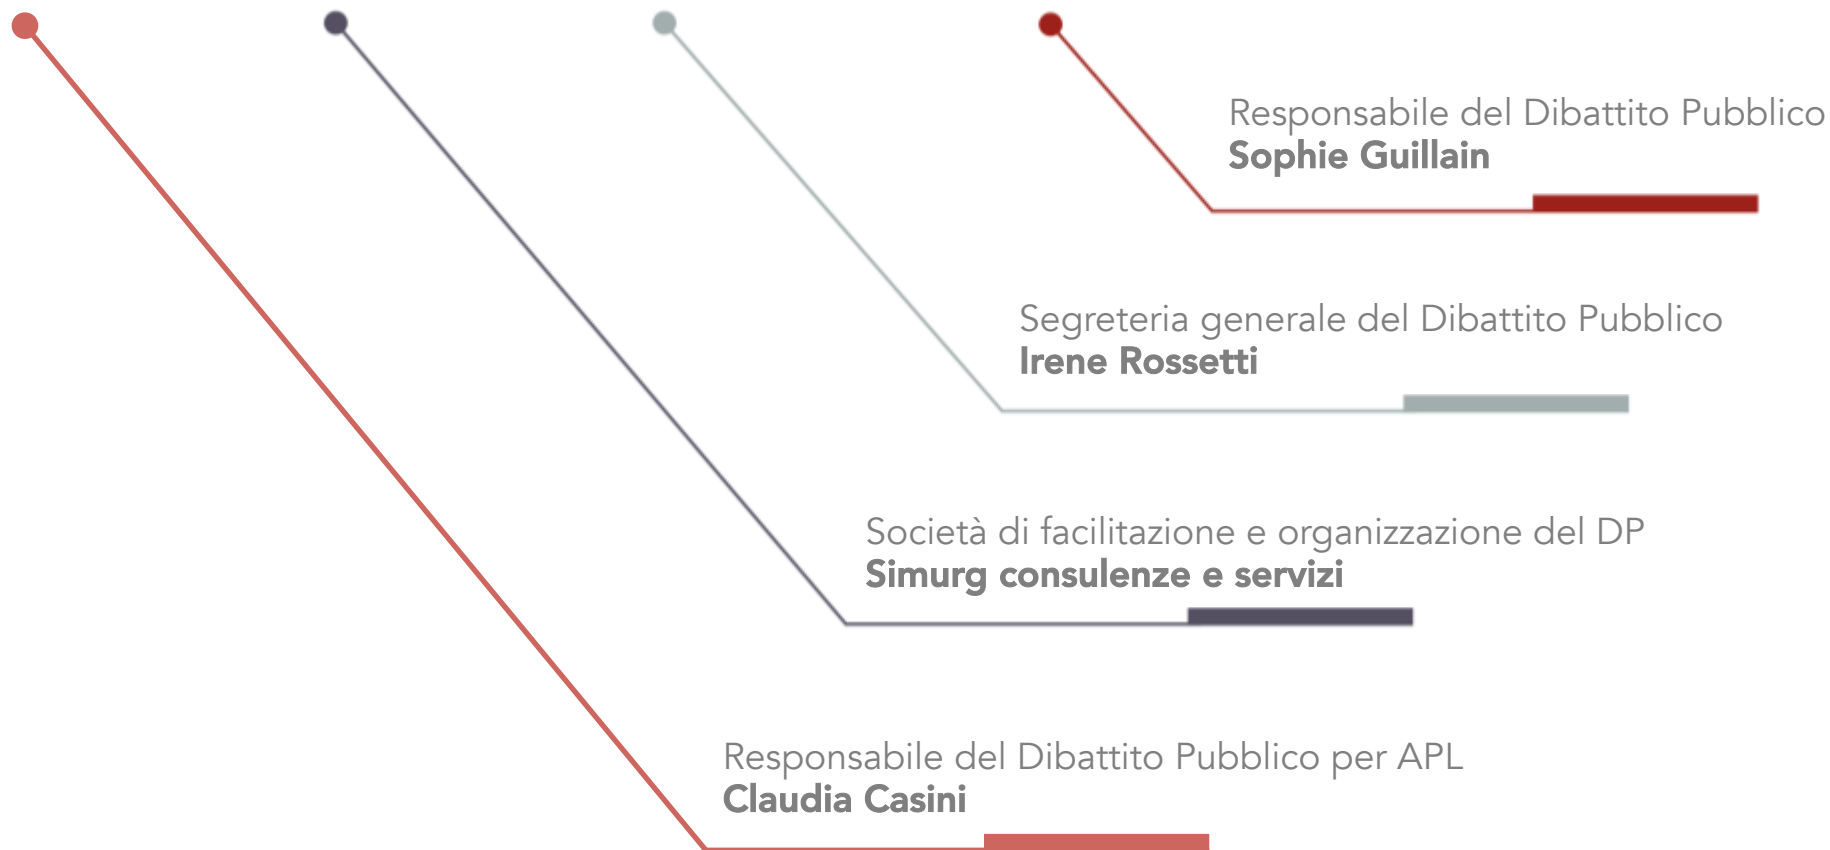 Responsabile del Dibattito Pubblico
Sophie Guillain
Segreteria generale del Dibattito Pubblico
Irene Rossetti
Società di facilitazione e organizzazione del DP
Simurg consulenze e servizi
Responsabile del Dibattito Pubblico per APL
Claudia Casini